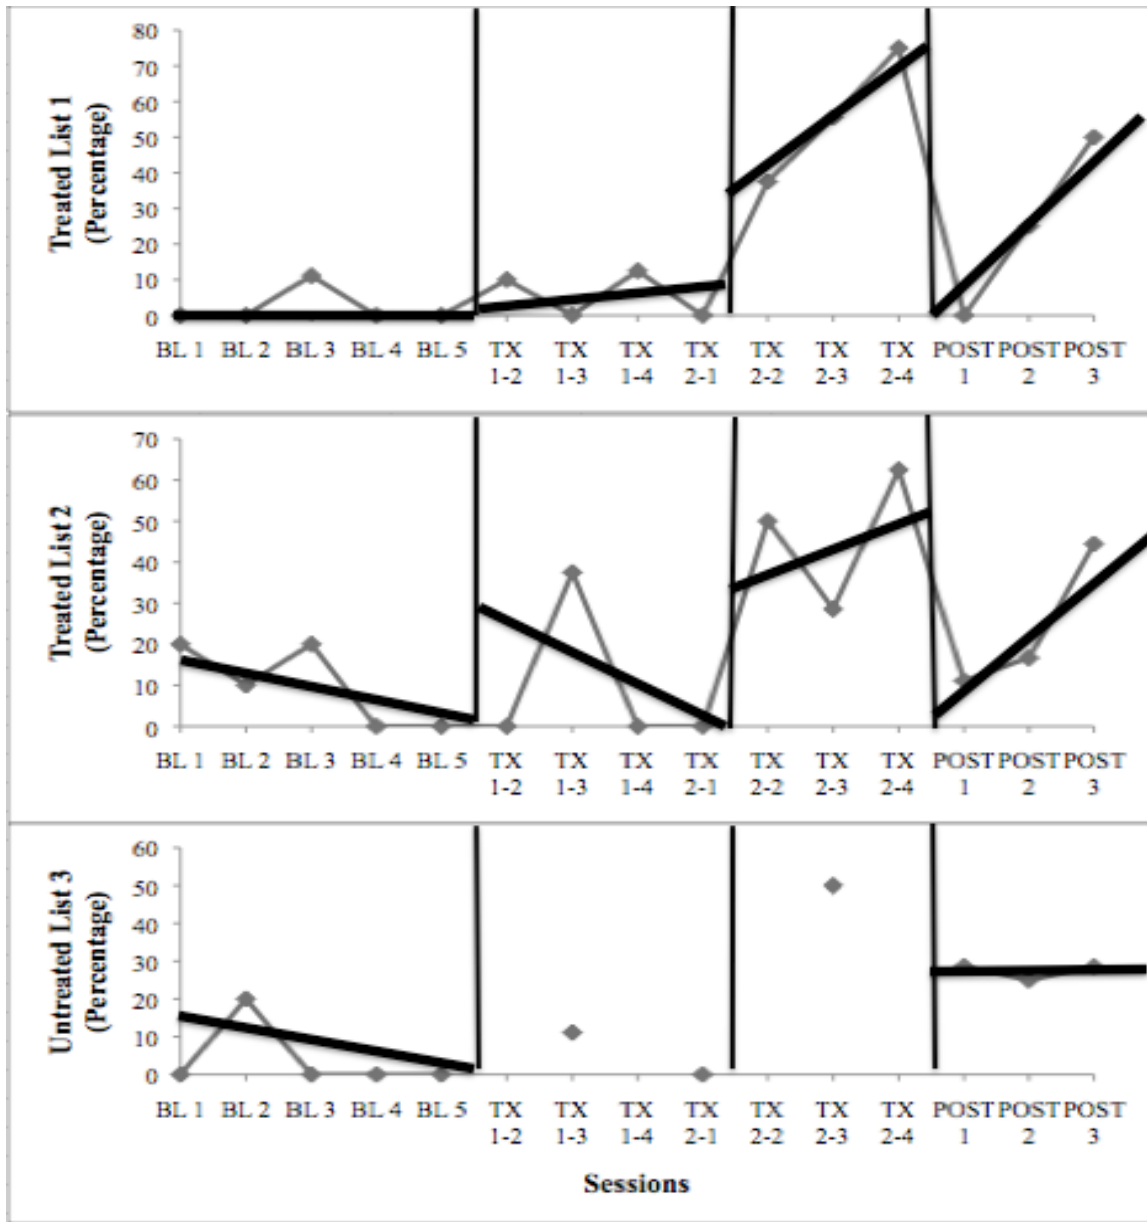 Treated List 1
(Percentage)
80
70
60
50
40
30
20
10
0
BL 1 BL 2 BL 3 BL 4 BL 5 TX TX TX TX TX TX TX POST POST POST
1-2 1-3 1-4 2-1 2-2 2-3 2-4 1 2 3
Treated List 2
(Percentage)
70
60
50
40
30
20
10
0
BL 1 BL 2 BL 3 BL 4 BL 5 TX TX TX TX TX TX TX POST POST POST
1-2 1-3 1-4 2-1 2-2 2-3 2-4 1 2 3
Untreated List 3
(Percentage)
60
50
40
30
20
10
0
BL 1 BL 2 BL 3 BL 4 BL 5 TX TX TX TX TX TX TX POST POST POST
1-2 1-3 1-4 2-1 2-2 2-3 2-4 1 2 3
Sessions